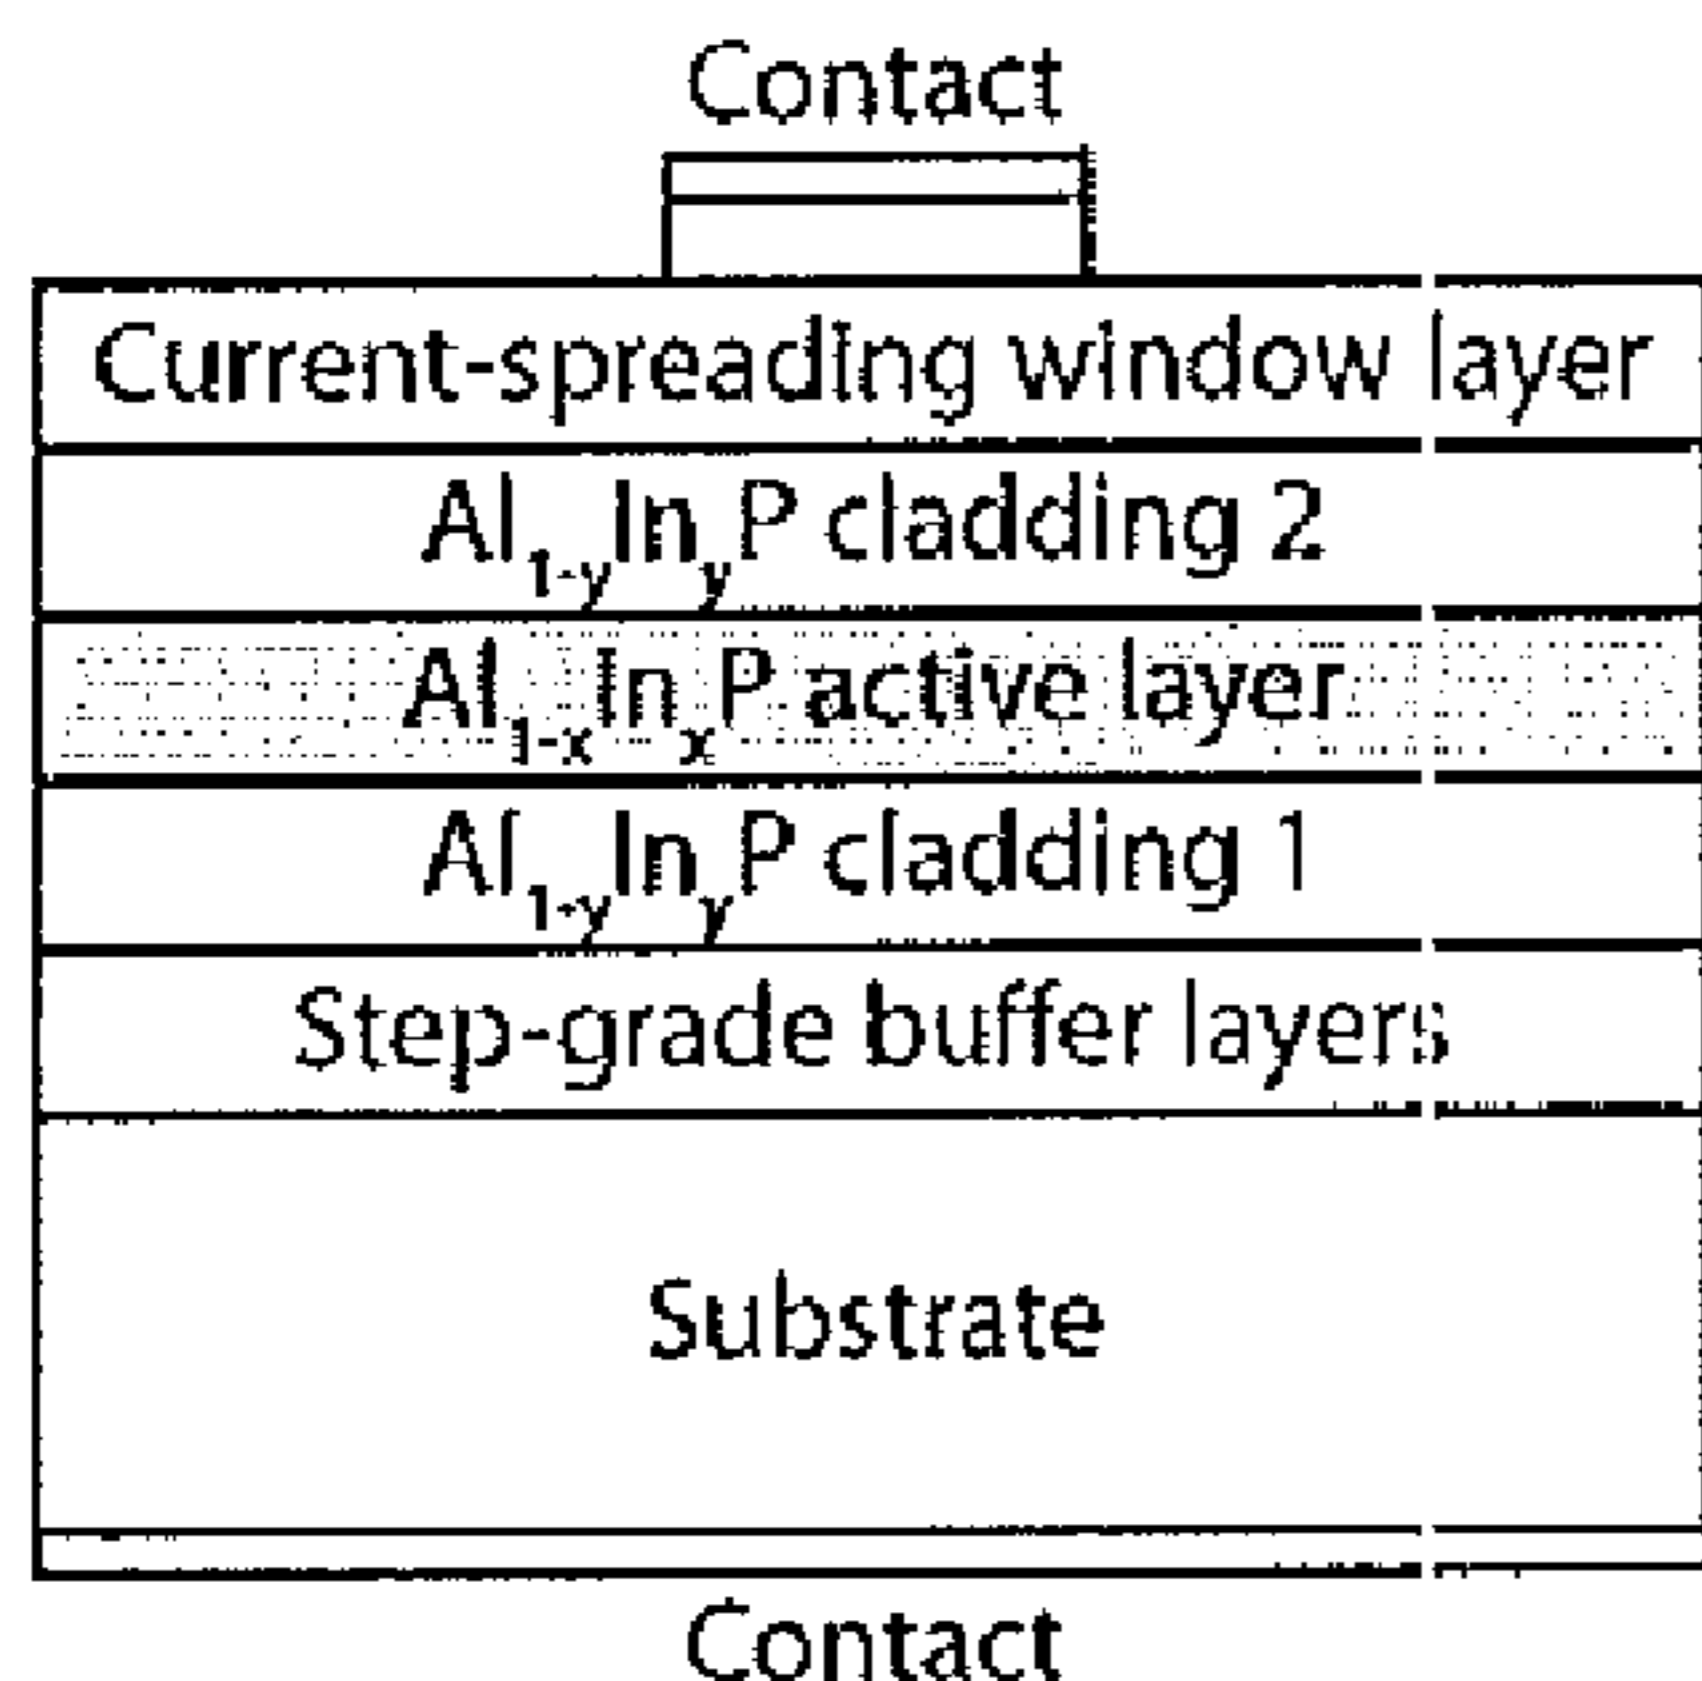 Contact
Current-spreading window layer
Al₁₋yInyP cladding 2
Al₁₋ₓInₓP active layer
Al₁₋yInyP cladding 1
Step-grade buffer layers
Substrate
Contact